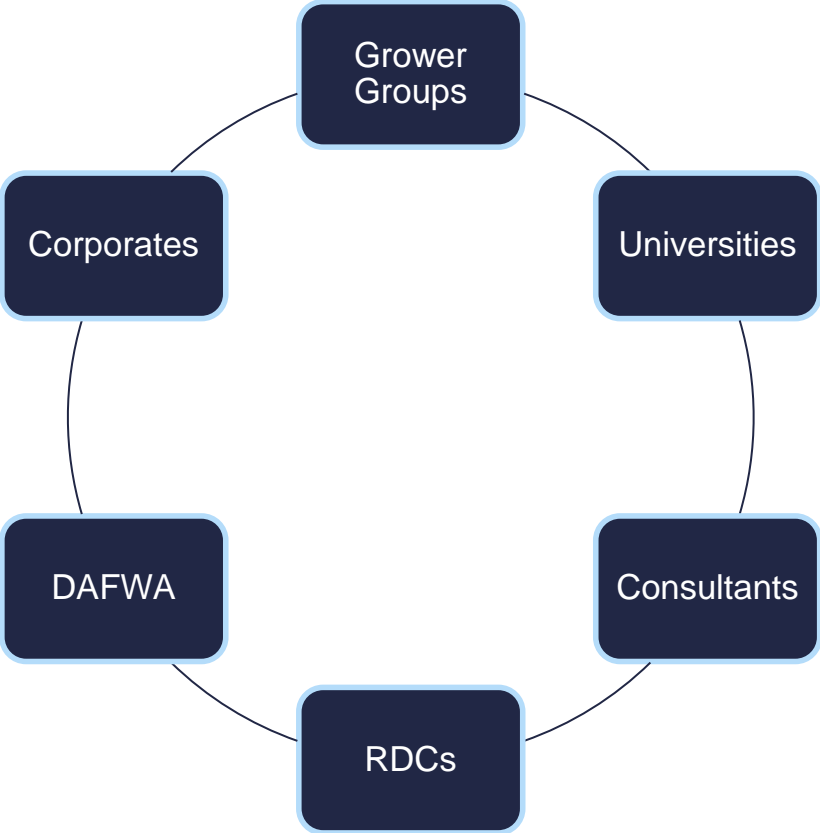 Grower
Groups
Corporates
Universities
DAFWA
Consultants
RDCs